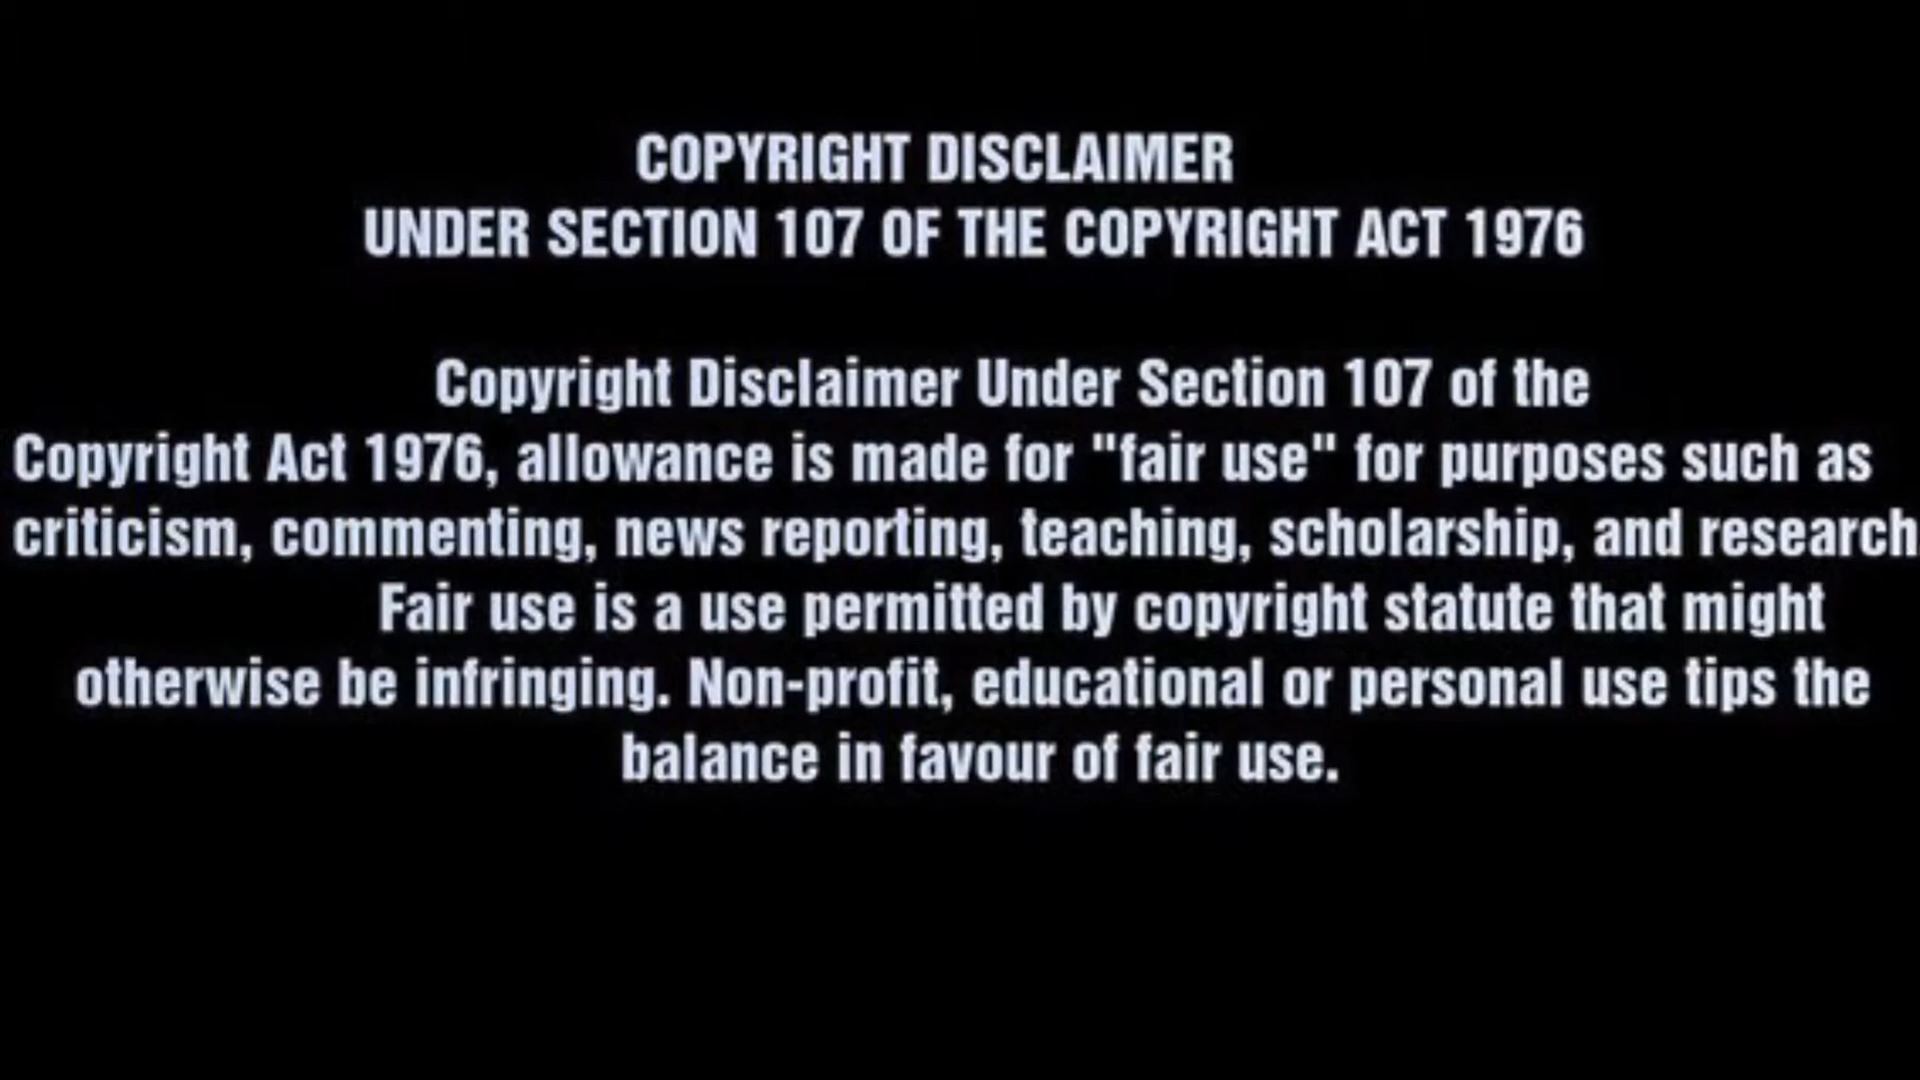 COPYRIGHT DISCLAIMER
UNDER SECTION 107 OF THE COPYRIGHT ACT 1976
Copyright Disclaimer Under Section 107 of the
Copyright Act 1976, allowance is made for "fair use" for purposes such as
criticism, commenting, news reporting, teaching, scholarship, and research
Fair use is a use permitted by copyright statute that might
otherwise be infringing. Non-profit, educational or personal use tips the
balance in favour of fair use.